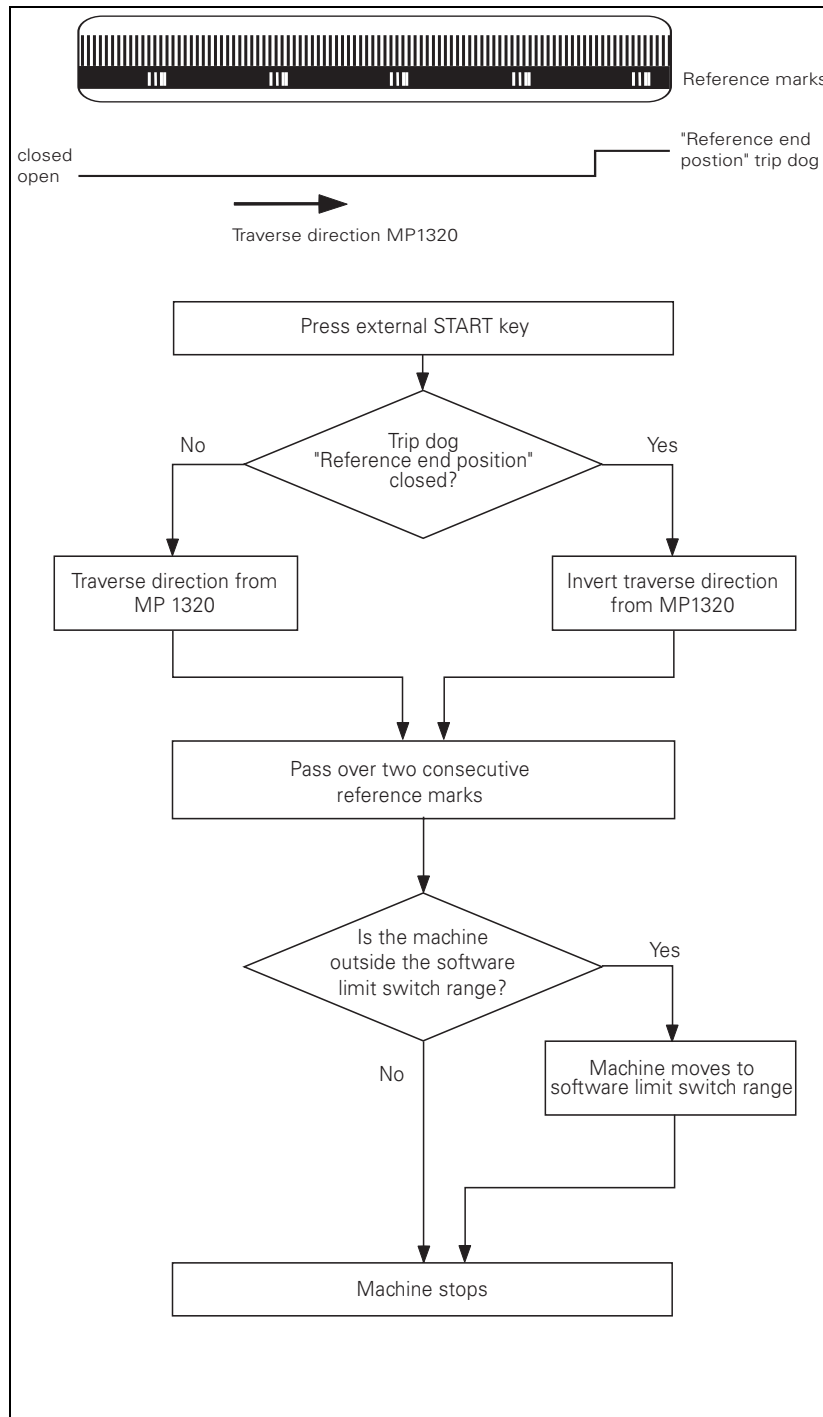 Reference marks
closed
open
"Reference end
postion" trip dog
Traverse direction MP1320
Press external START key
Trip dog
"Reference end position"
closed?
No
Yes
Traverse direction from
MP 1320
Invert traverse direction
from MP1320
Pass over two consecutive
reference marks
Is the machine
outside the software
limit switch range?
Yes
No
Machine moves to
software limit switch range
Machine stops